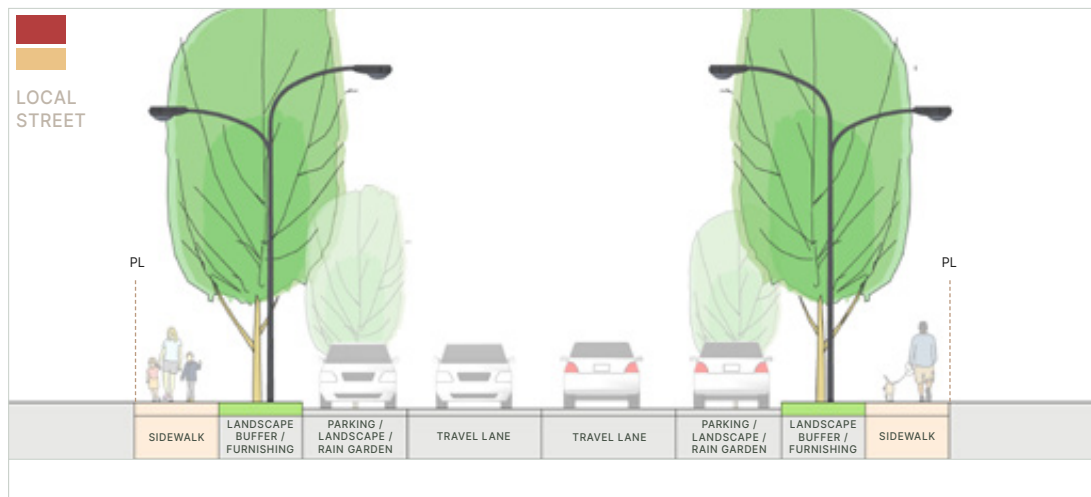 LOCAL
STREET
PL
PL
SIDEWALK
LANDSCAPE
BUFFER /
FURNISHING
PARKING /
LANDSCAPE /
RAIN GARDEN
TRAVEL LANE
TRAVEL LANE
PARKING /
LANDSCAPE /
RAIN GARDEN
LANDSCAPE
BUFFER /
FURNISHING
SIDEWALK